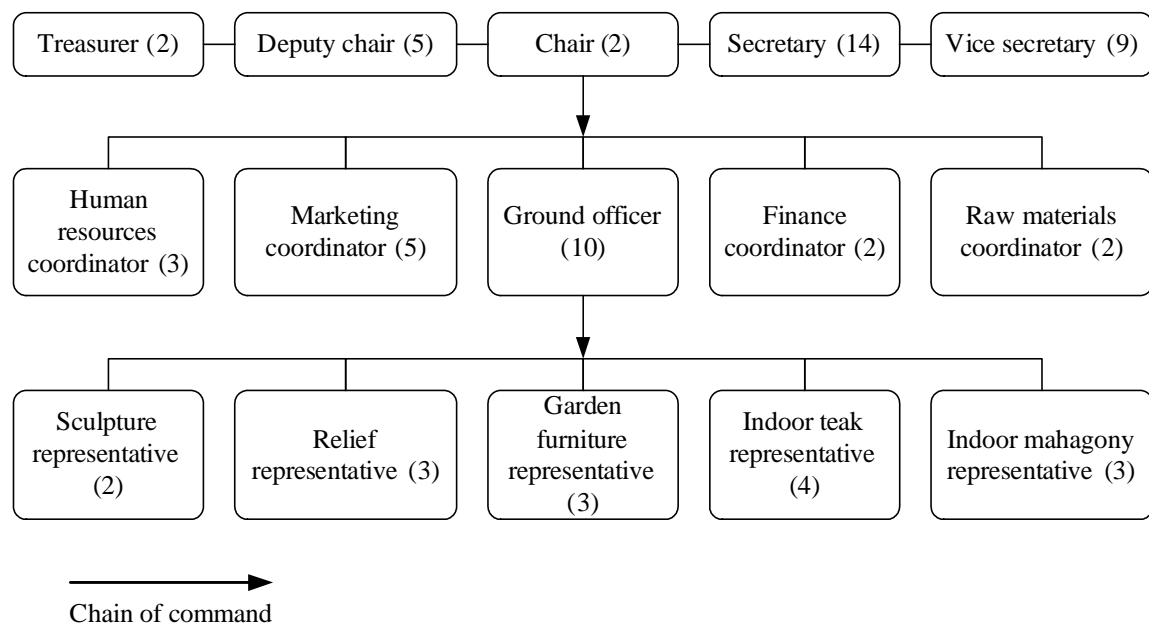 Treasurer (2)
Deputy chair (5)
Chair (2)
Secretary (14)
Vice secretary (9)
Human
resources
coordinator (3)
Marketing
coordinator (5)
Ground officer
(10)
Finance
coordinator (2)
Raw materials
coordinator (2)
Sculpture
representative
(2)
Relief
representative (3)
Garden
furniture
representative
(3)
Indoor teak
representative
(4)
Indoor mahagony
representative (3)
Chain of command